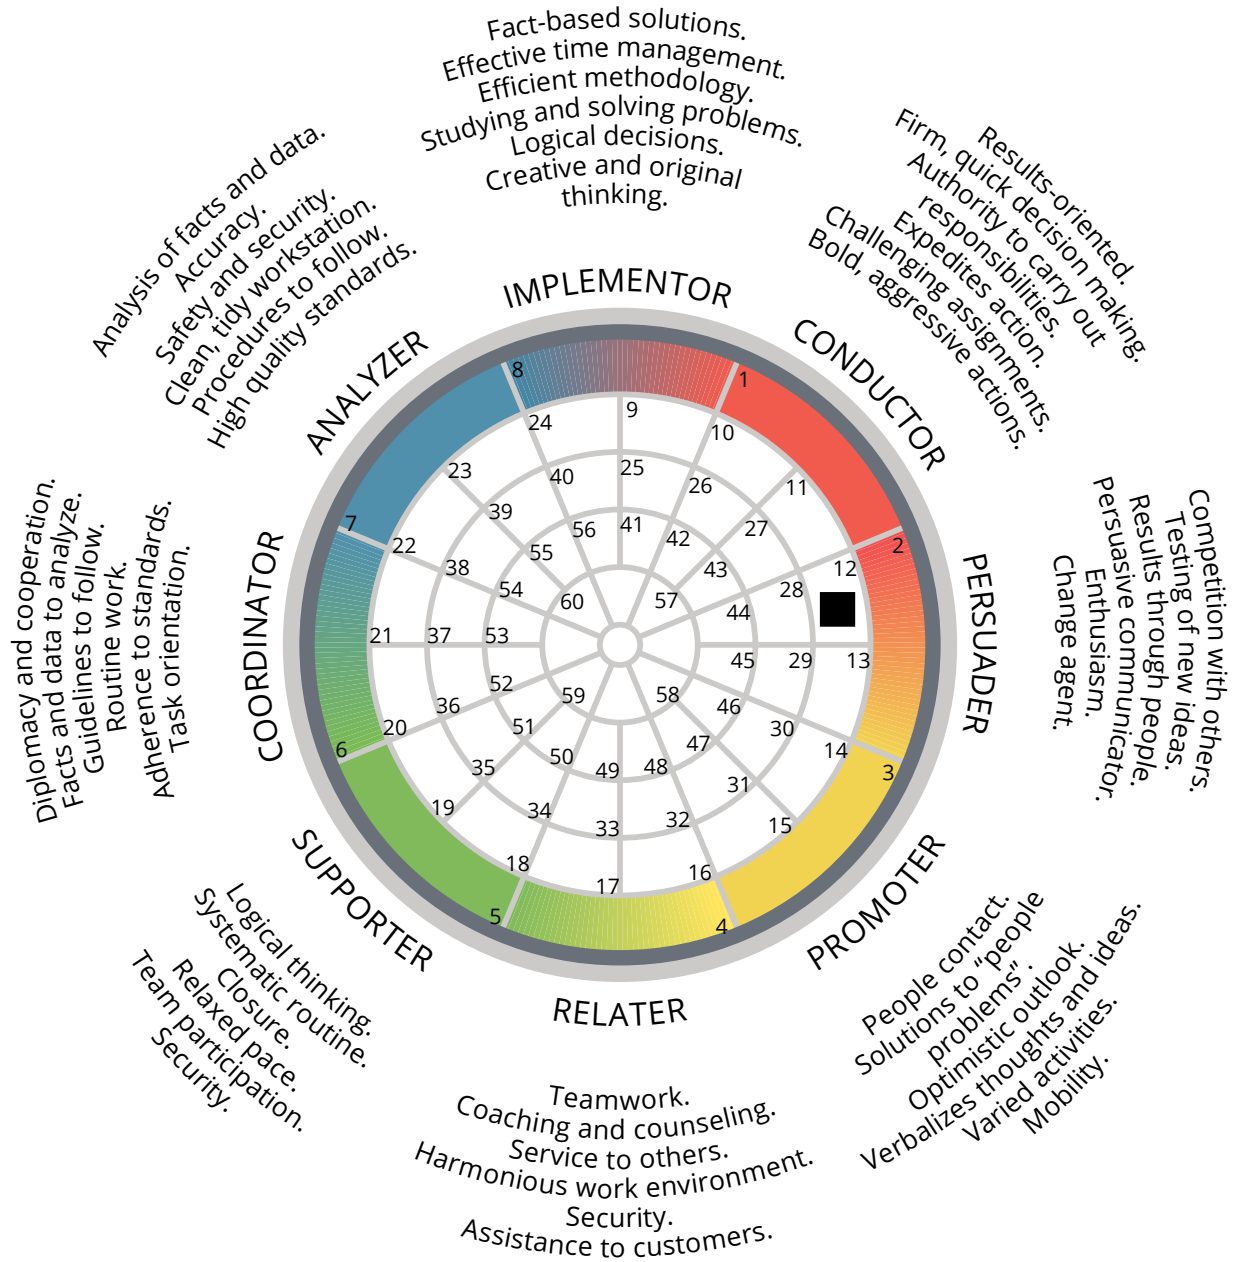 Fact-based solutions.
Effective time management.
Efficient methodology.
Studying and solving problems.
Logical decisions.
Creative and original
thinking.
Results-oriented.
Firm, quick decision making.
Authority to carry out
responsibilities.
Expedites action.
Challenging assignments.
Bold, aggressive actions.
Analysis of facts and data.
Accuracy.
Safety and security.
Clean, tidy workstation.
Procedures to follow.
High quality standards.
IMPLEMENTOR
CONDUCTOR
ANALYZER
COORDINATOR
PERSUADER
SUPPORTER
PROMOTER
RELATER
Competition with others.
Testing of new ideas.
Results through people.
Persuasive communicator.
Enthusiasm.
Change agent.
Diplomacy and cooperation.
Facts and data to analyze.
Guidelines to follow.
Routine work.
Adherence to standards.
Task orientation.
8
1
9
24
10
23
25
11
40
26
39
41
27
7
56
42
2
22
55
43
12
38
54
28
60
57
44
21
37
53
45
29
13
52
59
58
36
46
20
51
47
30
6
50
49
48
14
35
31
3
19
34
33
32
15
18
17
16
5
4
Logical thinking.
Systematic routine.
Closure.
Relaxed pace.
Team participation.
Security.
People contact.
Solutions to “people
problems”.
Optimistic outlook.
Verbalizes thoughts and ideas.
Varied activities.
Mobility.
Teamwork.
Coaching and counseling.
Service to others.
Harmonious work environment.
Security.
Assistance to customers.